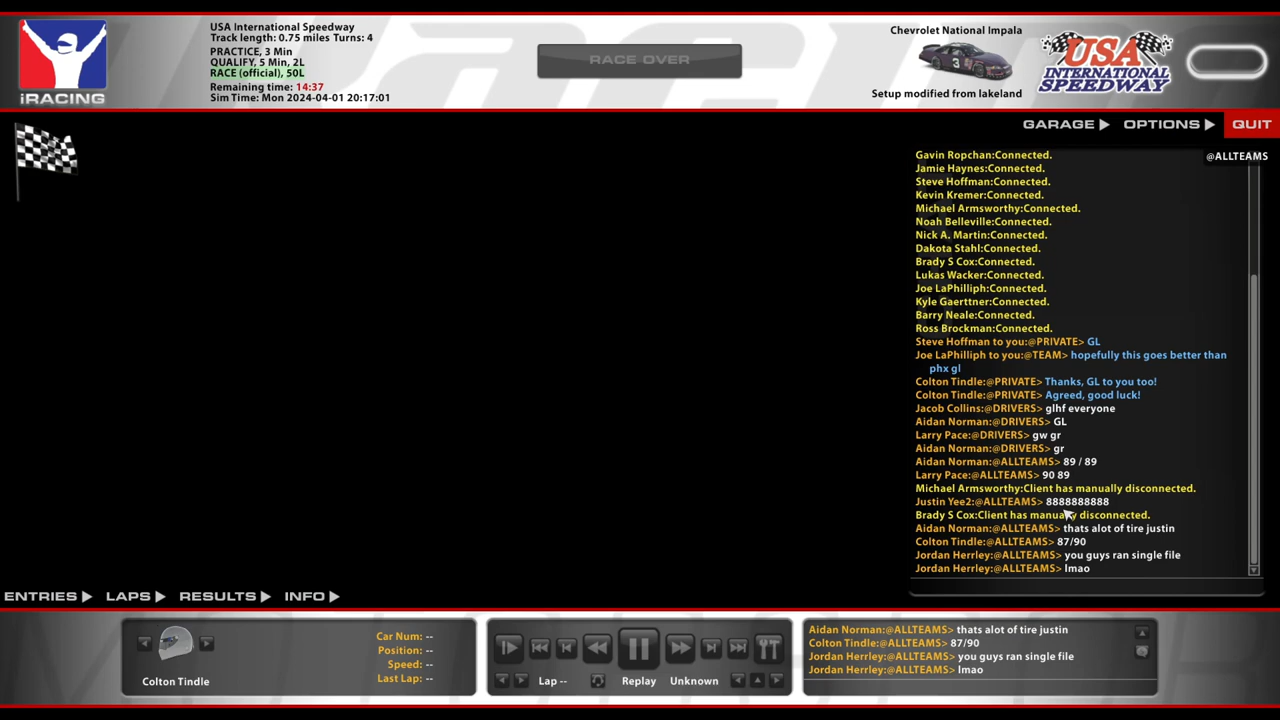 iRACING
USA International Speedway
Track length: 0.75 miles Turns: 4
PRACTICE, 3 Min
QUALIFY, 5 Min, 2L
RACE (official), 50L
Remaining time: 14:37
Sim Time: Mon 2024-04-01 20:17:01
RACE OVER
Chevrolet National Impala
3
Setup modified from lakeland
USA
INTERNATIONAL
SPEEDWAY
GARAGE
OPTIONS
QUIT
@ALLTEAMS
Gavin Ropchan:Connected.
Jamie Haynes:Connected.
Steve Hoffman:Connected.
Kevin Kremer:Connected.
Michael Armsworthy:Connected.
Noah Belleville:Connected.
Nick A. Martin:Connected.
Dakota Stahl:Connected.
Brady S Cox:Connected.
Lukas Wacker:Connected.
Joe LaPhilliph:Connected.
Kyle Gaerttner:Connected.
Barry Neale:Connected.
Ross Brockman:Connected.
Steve Hoffman to you:@PRIVATE> GL
Joe LaPhilliph to you:@TEAM> hopefully this goes better than
phx gl
Colton Tindle:@PRIVATE> Thanks, GL to you too!
Colton Tindle:@PRIVATE> Agreed, good luck!
Jacob Collins:@DRIVERS> glhf everyone
Aidan Norman:@DRIVERS> GL
Larry Pace:@DRIVERS> gw gr
Aidan Norman:@DRIVERS> gr
Aidan Norman:@ALLTEAMS> 89 / 89
Larry Pace:@ALLTEAMS> 90 89
Michael Armsworthy:Client has manually disconnected.
Justin Yee2:@ALLTEAMS> 8888888888
Brady S Cox:Client has manually disconnected.
Aidan Norman:@ALLTEAMS> thats alot of tire justin
Colton Tindle:@ALLTEAMS> 87/90
Jordan Herrley:@ALLTEAMS> you guys ran single file
Jordan Herrley:@ALLTEAMS> lmao
ENTRIES
LAPS
RESULTS
INFO
Colton Tindle
Car Num: --
Position: --
Speed: --
Last Lap: --
Lap --
Replay
Unknown
Aidan Norman:@ALLTEAMS> thats alot of tire justin
Colton Tindle:@ALLTEAMS> 87/90
Jordan Herrley:@ALLTEAMS> you guys ran single file
Jordan Herrley:@ALLTEAMS> lmao